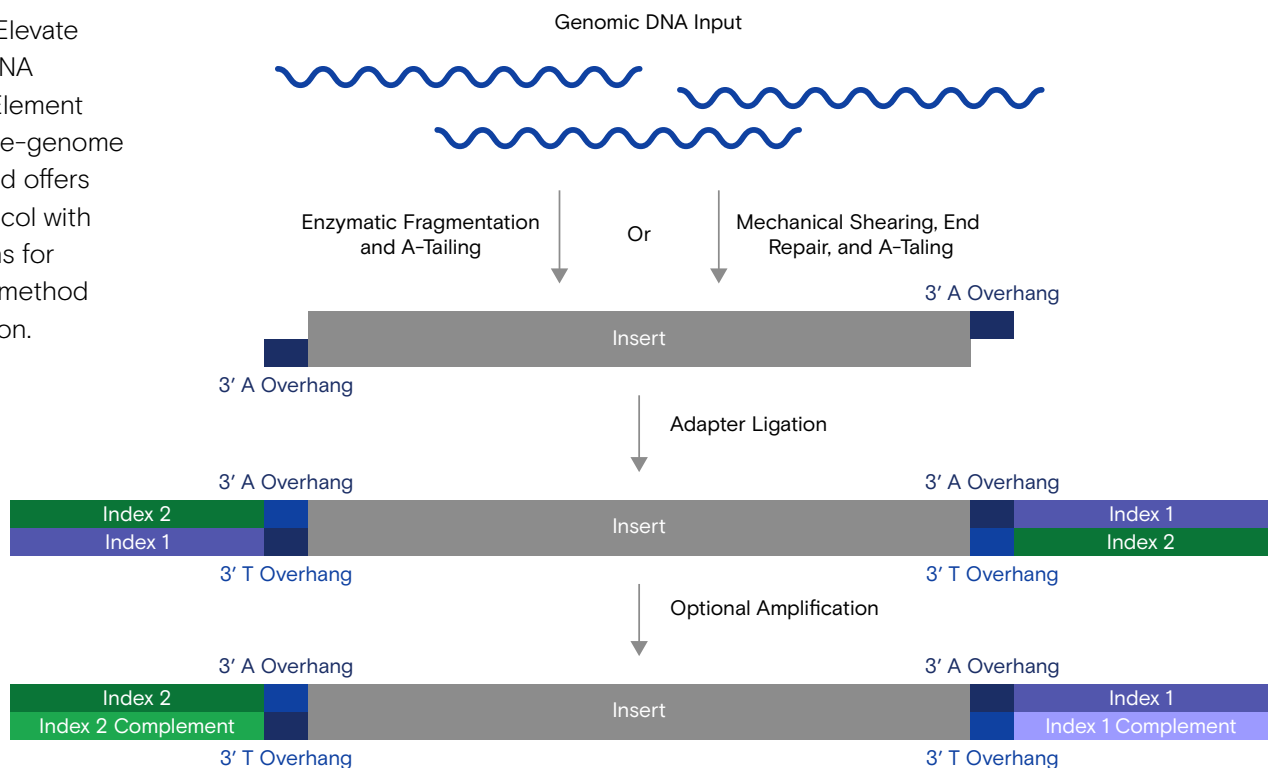 Elevate
NA
Element
e-genome
d offers
col with
ns for
method
on.
Genomic DNA Input
Enzymatic Fragmentation
and A-Tailing
Or
Mechanical Shearing, End
Repair, and A-Taling
3′ A Overhang
Insert
3′ A Overhang
Adapter Ligation
3′ A Overhang
3′ A Overhang
Index 2
Index 1
Insert
Index 1
Index 2
3′ T Overhang
3′ T Overhang
Optional Amplification
3′ A Overhang
3′ A Overhang
Index 2
Index 2 Complement
Insert
Index 1
Index 1 Complement
3′ T Overhang
3′ T Overhang